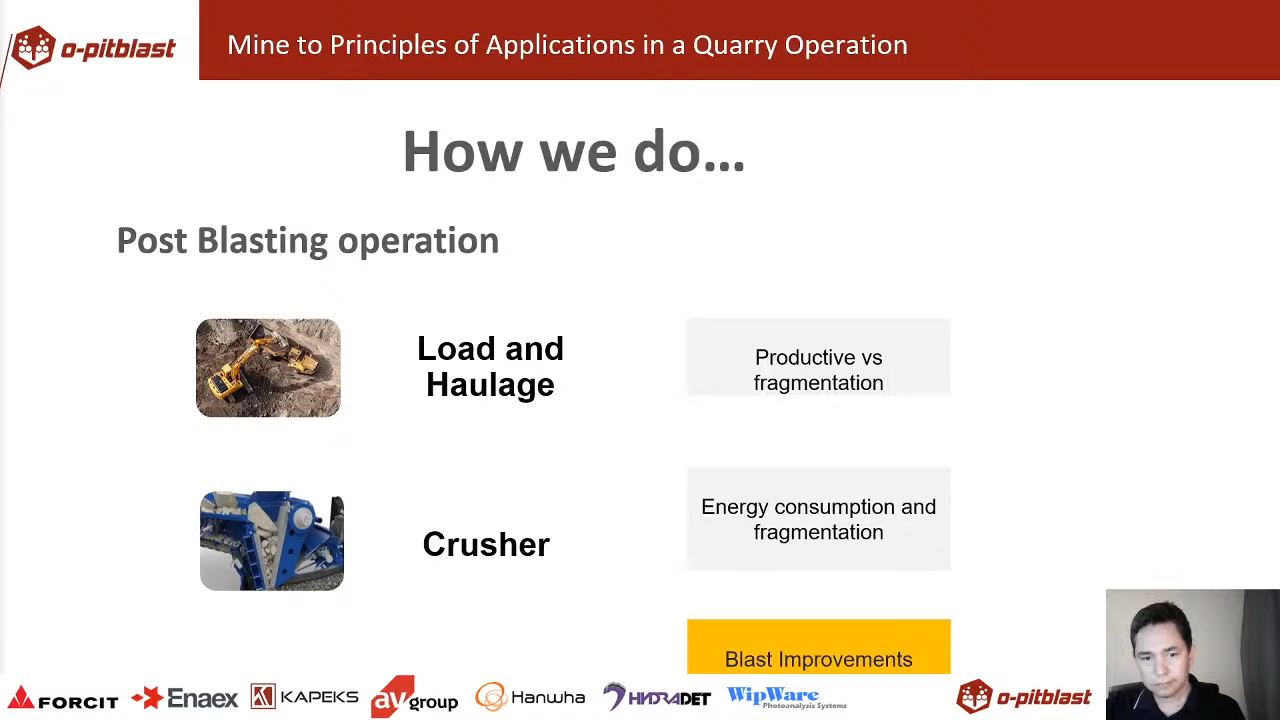 o-pitblast
Mine to Principles of Applications in a Quarry Operation
How we do...
Post Blasting operation
Load and
Haulage
Productive vs
fragmentation
Crusher
Energy consumption and
fragmentation
Blast Improvements
FORCIT
Enaex
KAPEKS
av group
Hanwha
HYDRADET
WipWare
Photoanalysis Systems
o-pitblast